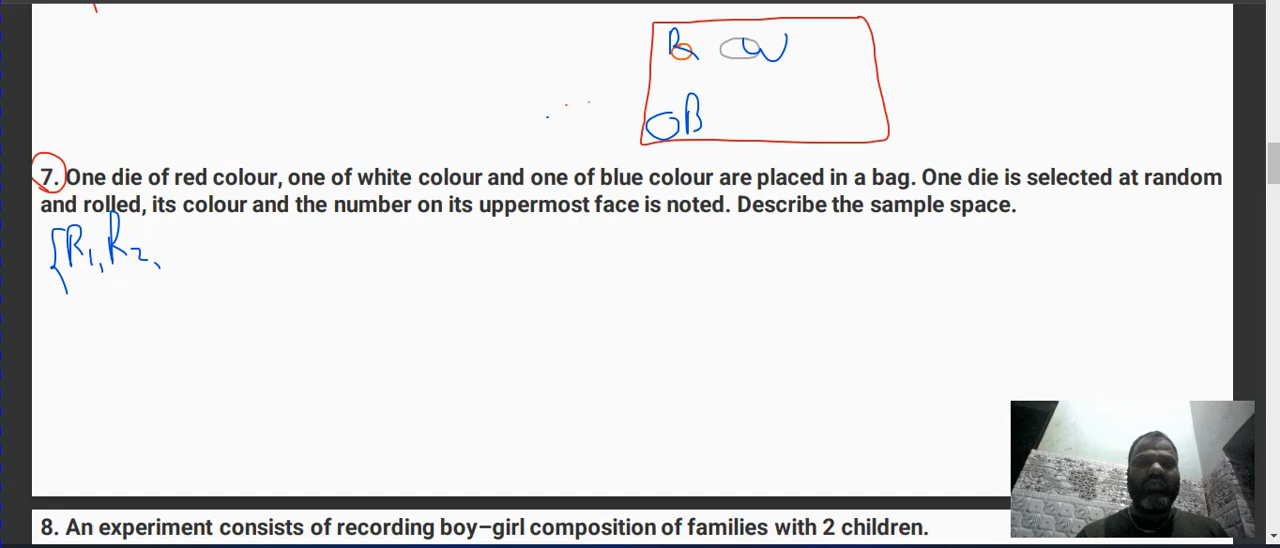 R W
B
7. One die of red colour, one of white colour and one of blue colour are placed in a bag. One die is selected at random
and rolled, its colour and the number on its uppermost face is noted. Describe the sample space.
{R1, R2,
8. An experiment consists of recording boy–girl composition of families with 2 children.